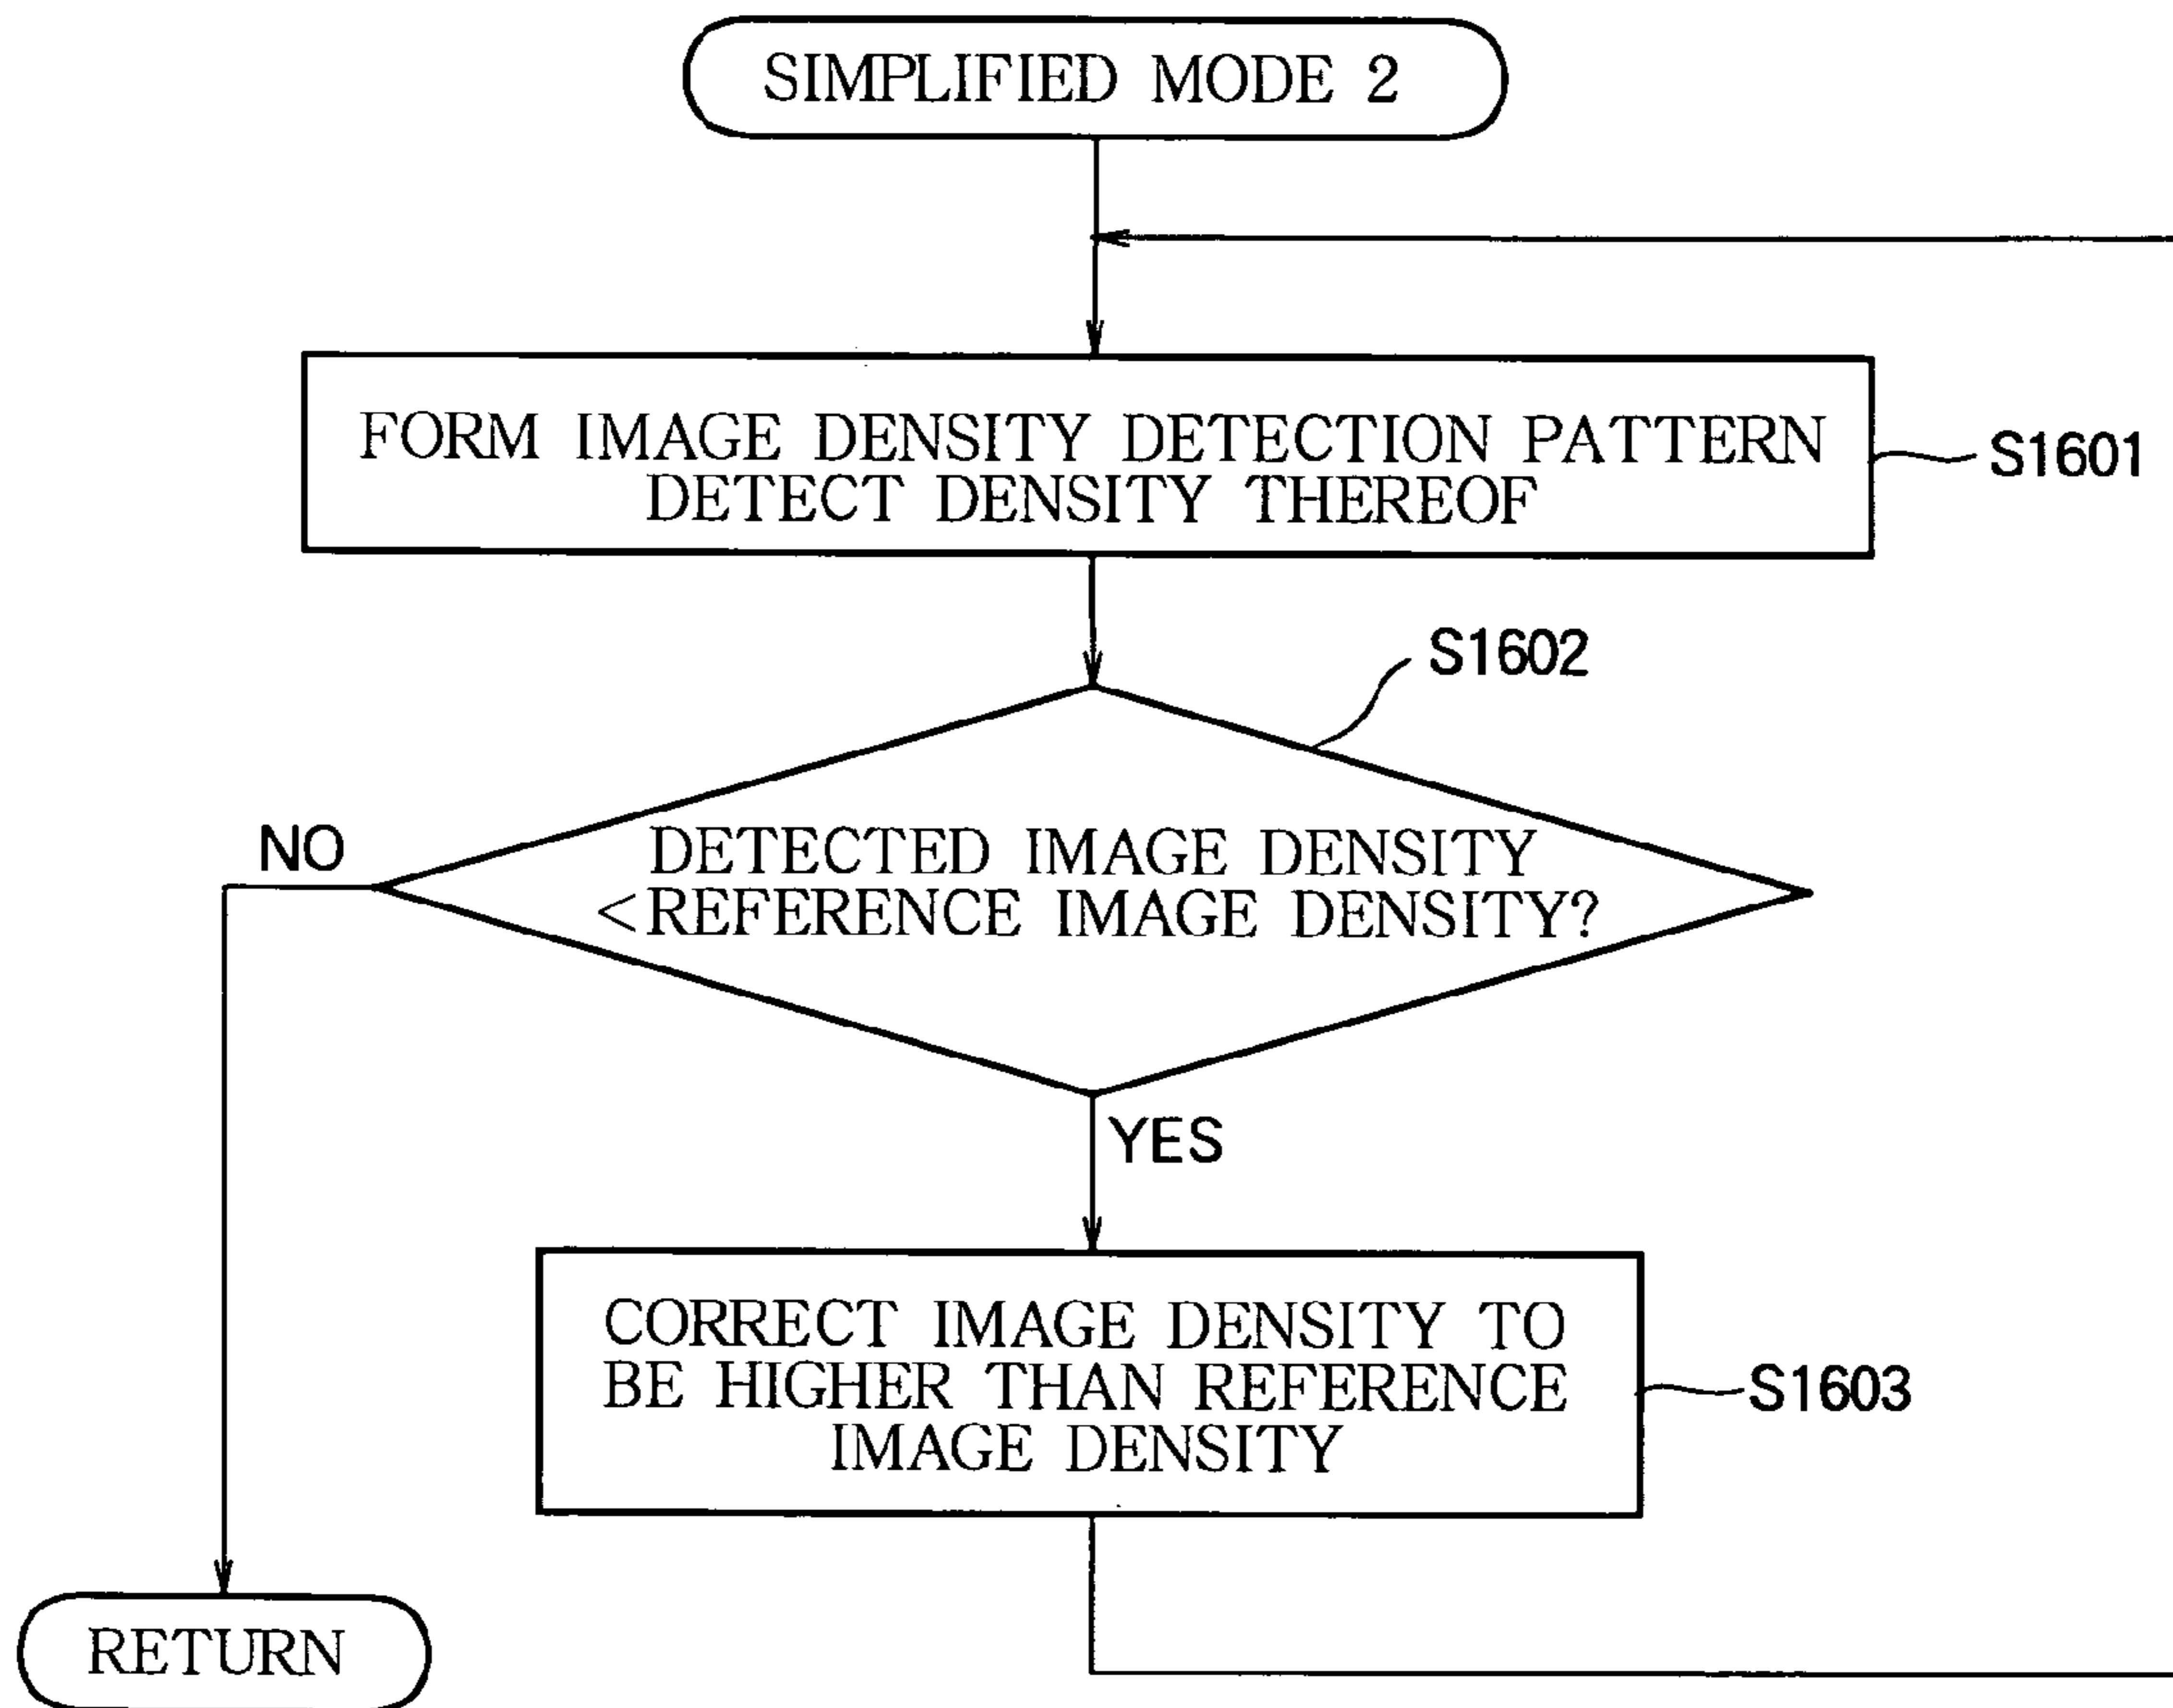 SIMPLIFIED MODE 2
FORM IMAGE DENSITY DETECTION PATTERN
DETECT DENSITY THEREOF
S1601
S1602
NO
DETECTED IMAGE DENSITY
<REFERENCE IMAGE DENSITY?
YES
CORRECT IMAGE DENSITY TO
BE HIGHER THAN REFERENCE
IMAGE DENSITY
S1603
RETURN